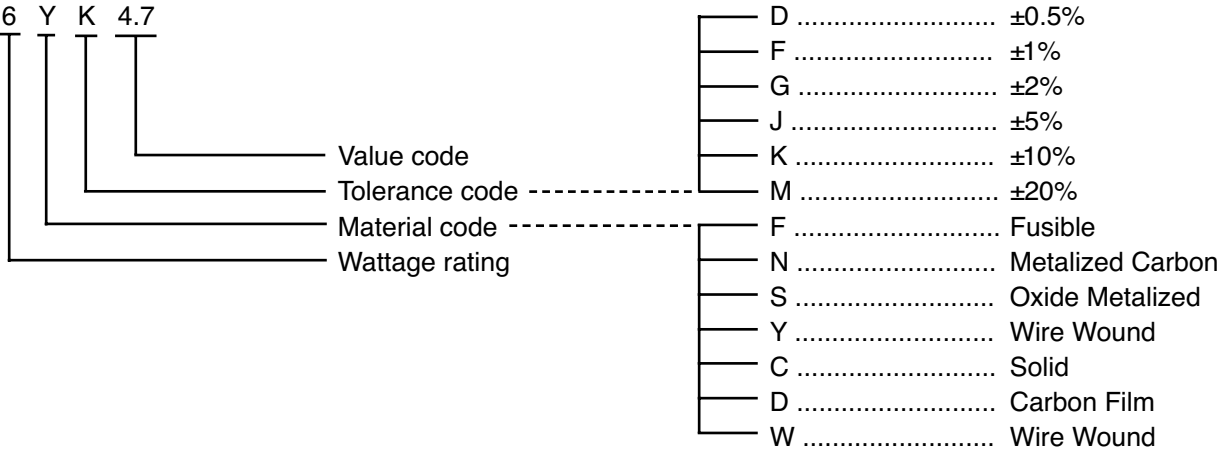 6 Y K 4.7
D ........................... ±0.5%
F ........................... ±1%
G ........................... ±2%
J ............................ ±5%
Value code K ........................... ±10%
Tolerance code M ........................... ±20%
Material code F ............................ Fusible
Wattage rating N ........................... Metalized Carbon
S ........................... Oxide Metalized
Y ........................... Wire Wound
C ........................... Solid
D ........................... Carbon Film
W .......................... Wire Wound